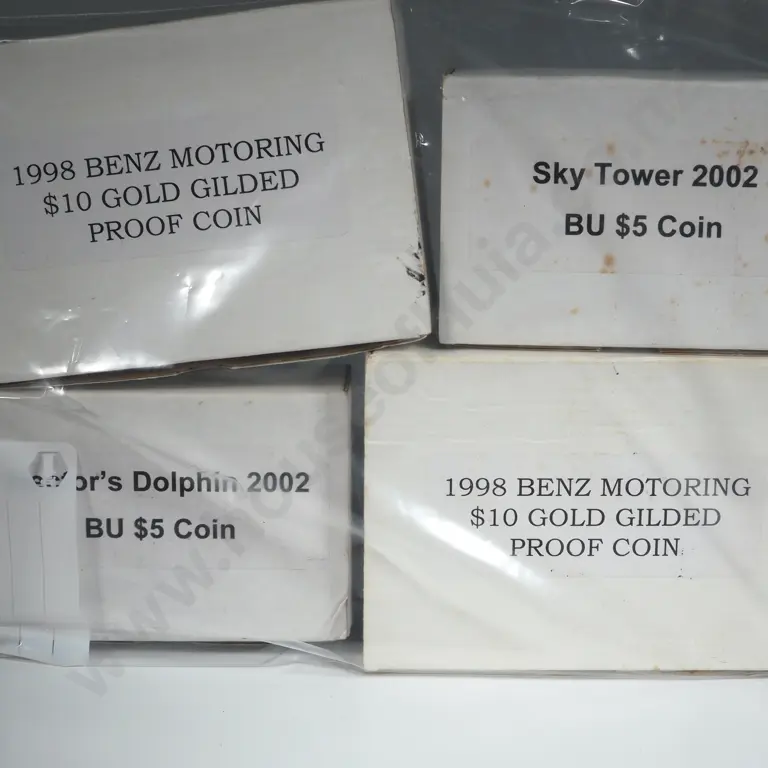 1998 BENZ MOTORING
$10 GOLD GILDED
PROOF COIN
Sky Tower 2002
BU $5 Coin
or's Dolphin 2002
BU $5 Coin
1998 BENZ MOTORING
$10 GOLD GILDED
PROOF COIN